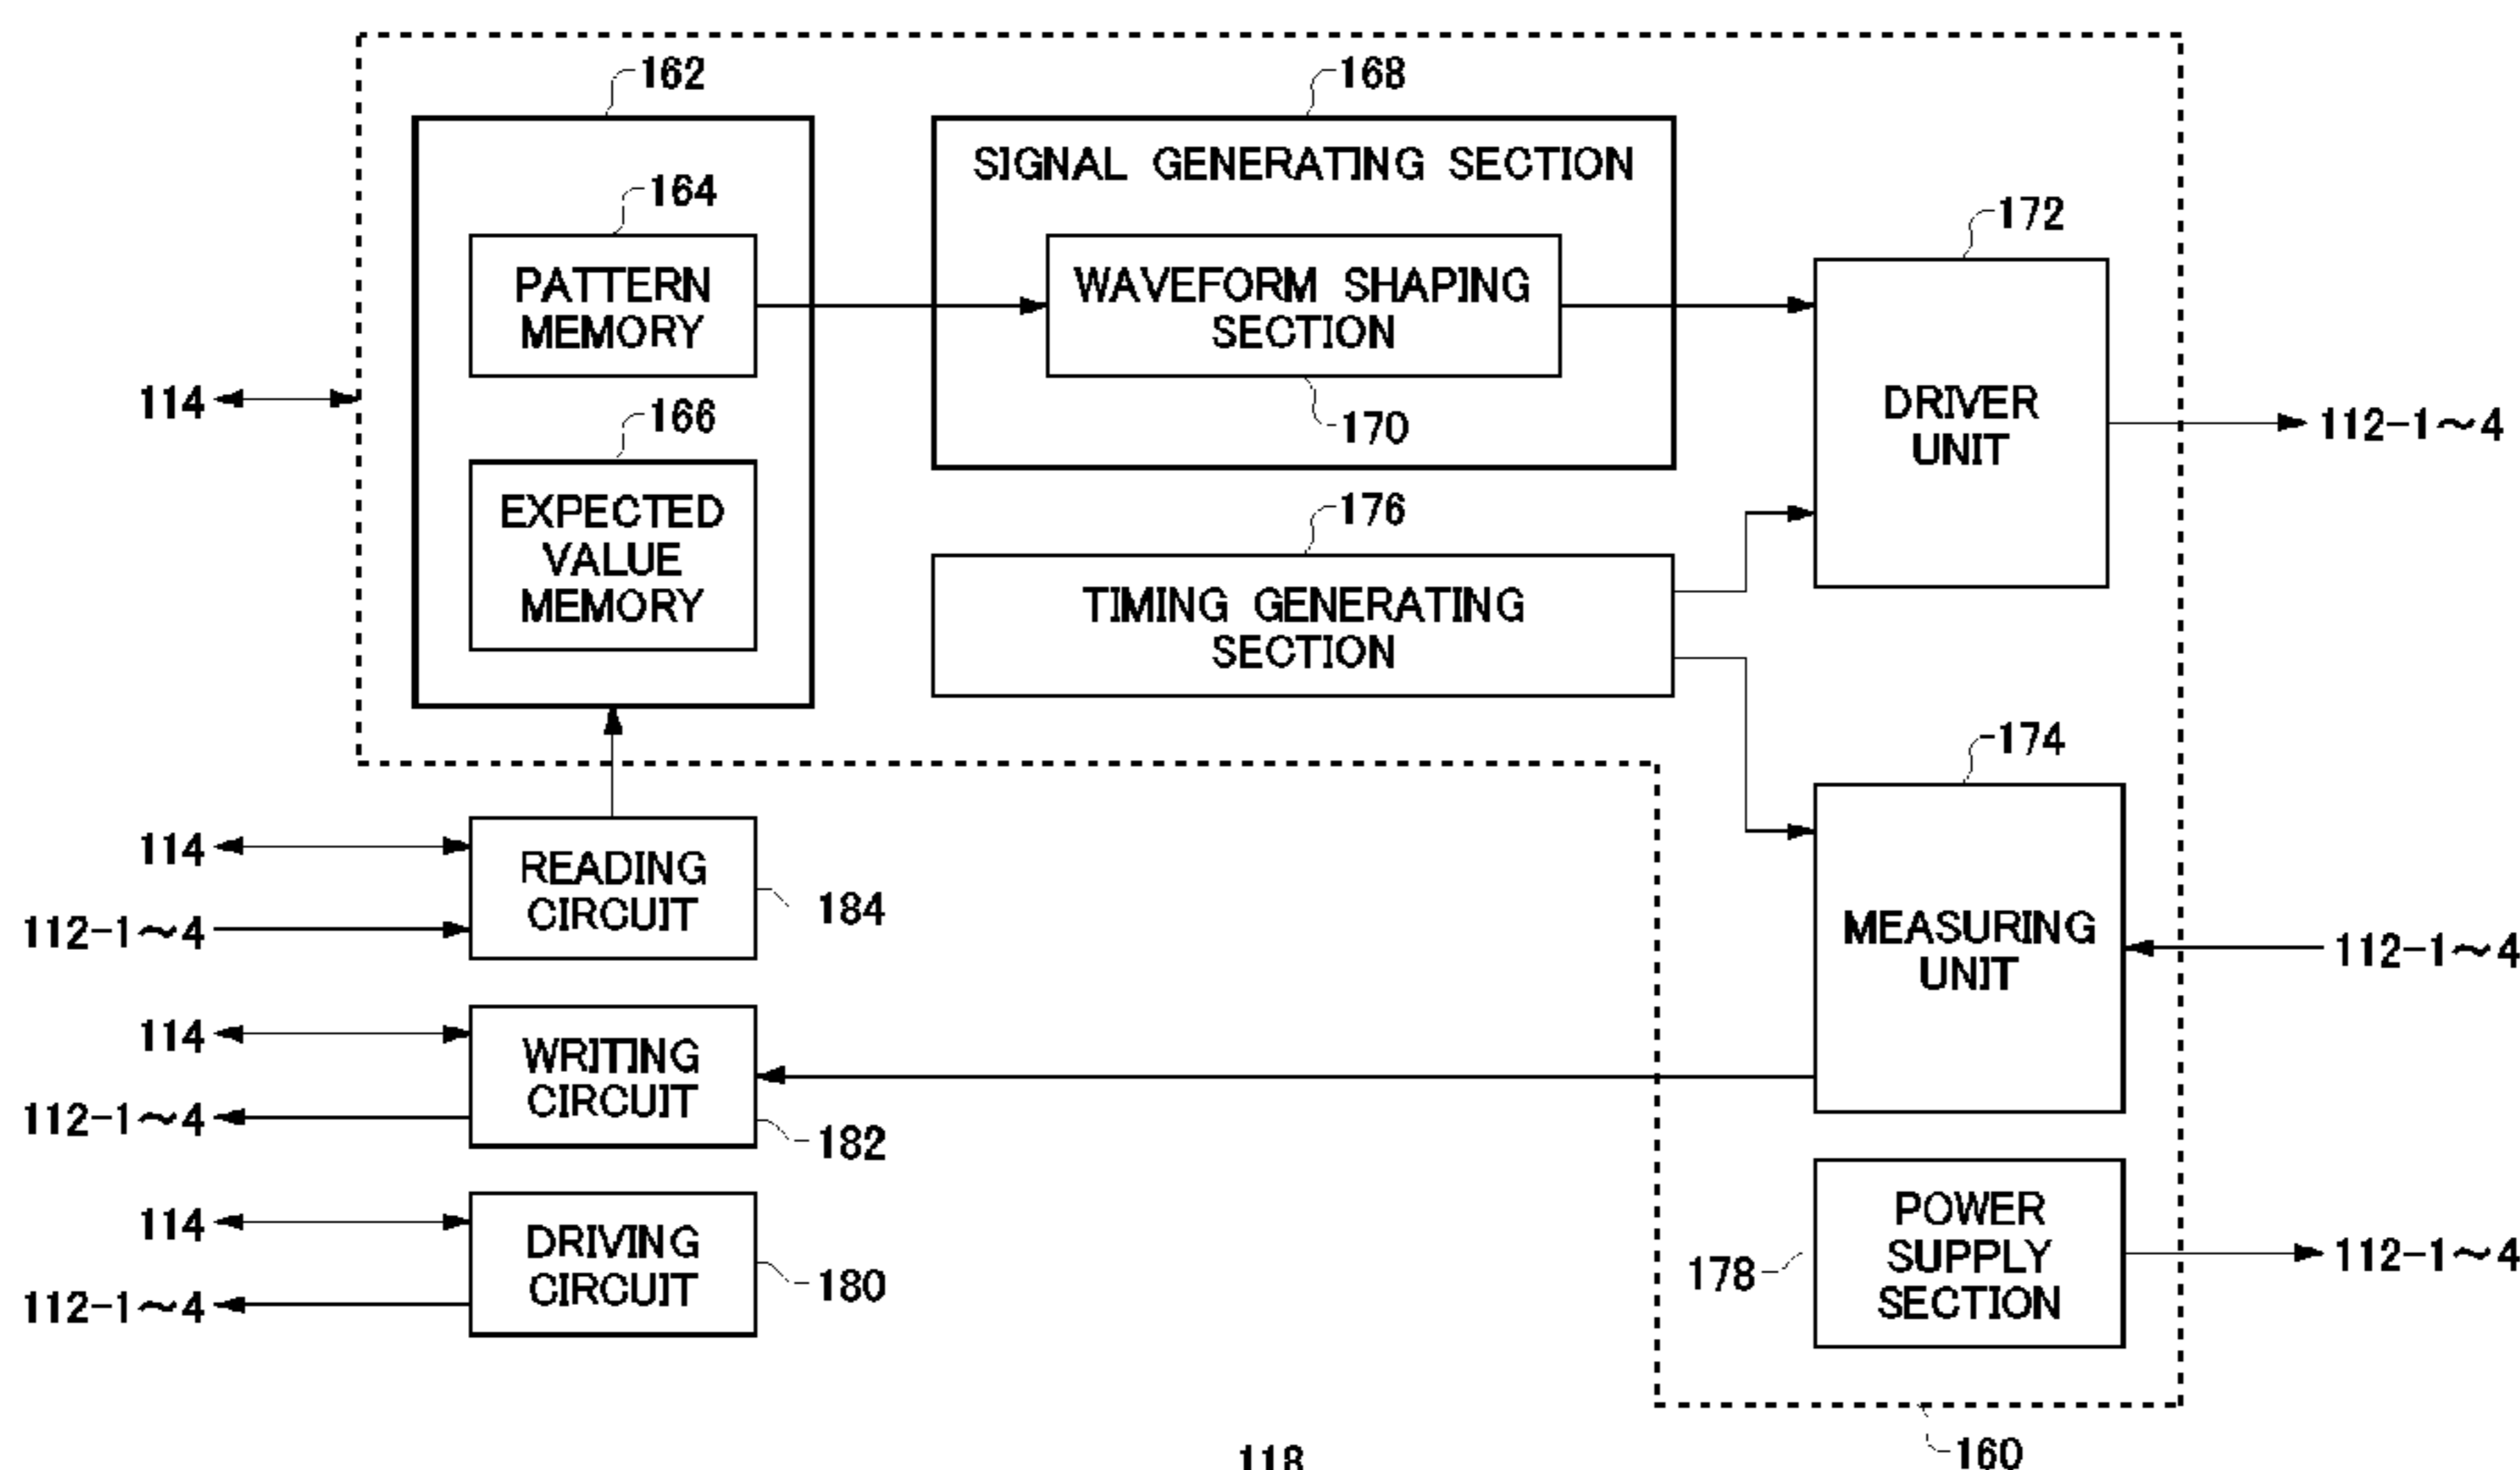 162
168
SIGNAL GENERATING SECTION
164
172
PATTERN
MEMORY
WAVEFORM SHAPING
SECTION
114
166
170
DRIVER
UNIT
112-1～4
EXPECTED
VALUE
MEMORY
176
TIMING GENERATING
SECTION
174
114
READING
CIRCUIT
184
112-1～4
MEASURING
UNIT
112-1～4
114
WRITING
CIRCUIT
112-1～4
182
114
DRIVING
CIRCUIT
180
112-1～4
POWER
SUPPLY
SECTION
178
112-1～4
160
118